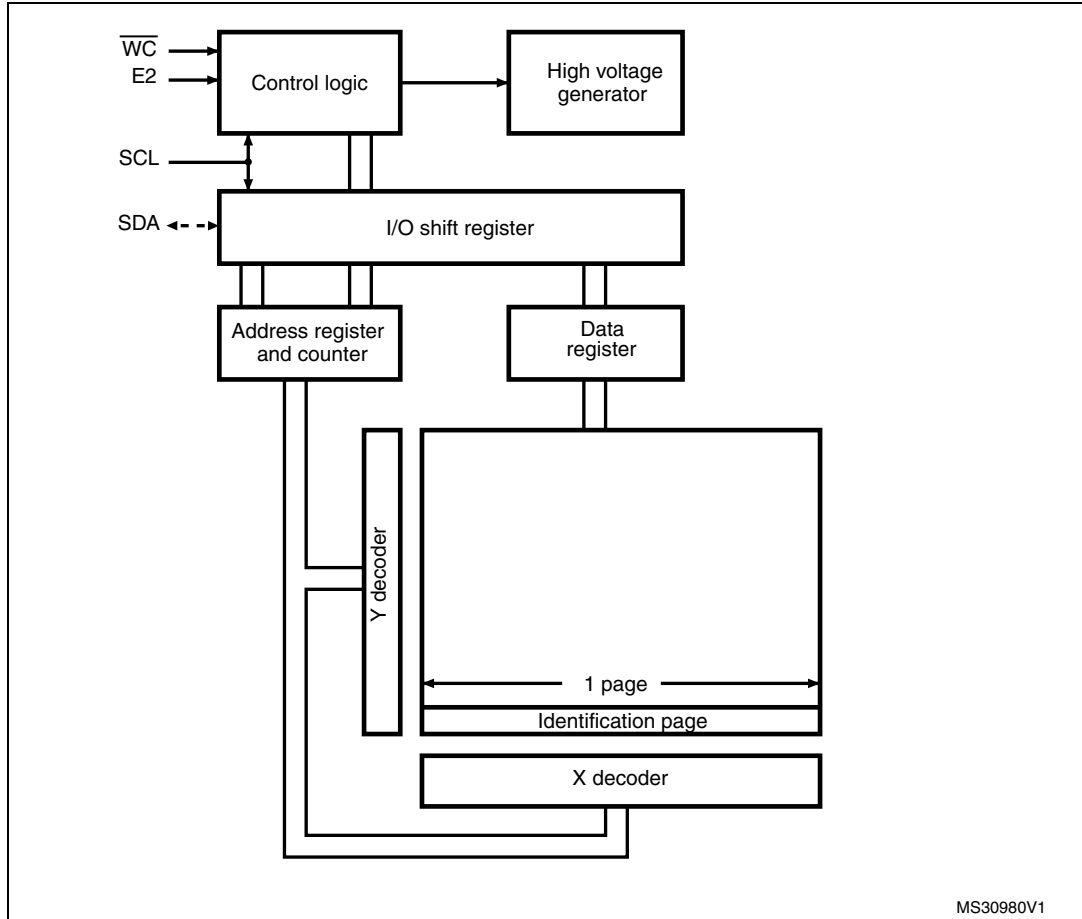 W̅C̅
E2
Control logic
High voltage
generator
SCL
SDA
I/O shift register
Address register
and counter
Data
register
Y decoder
1 page
Identification page
X decoder
MS30980V1